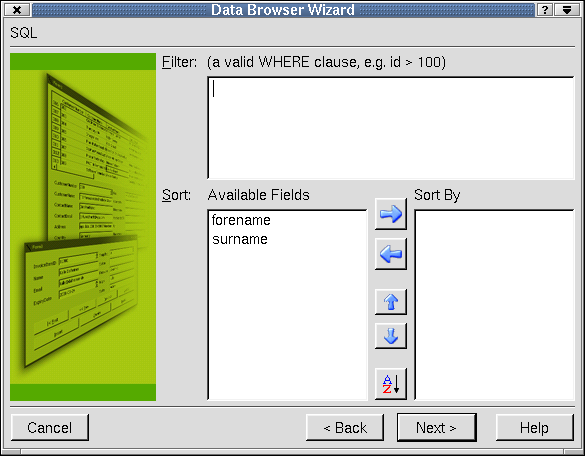 Data Browser Wizard
SQL
Filter: (a valid WHERE clause, e.g. id > 100)
Sort: Available Fields Sort By
forename
surname
Cancel < Back Next > Help